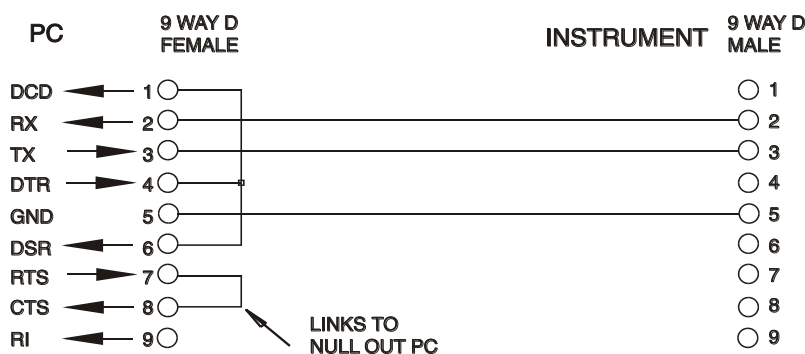 PC
9 WAY D
FEMALE
INSTRUMENT
9 WAY D
MALE
DCD 1 1
RX 2 2
TX 3 3
DTR 4 4
GND 5 5
DSR 6 6
RTS 7 7
CTS 8 8
RI 9 9
LINKS TO
NULL OUT PC